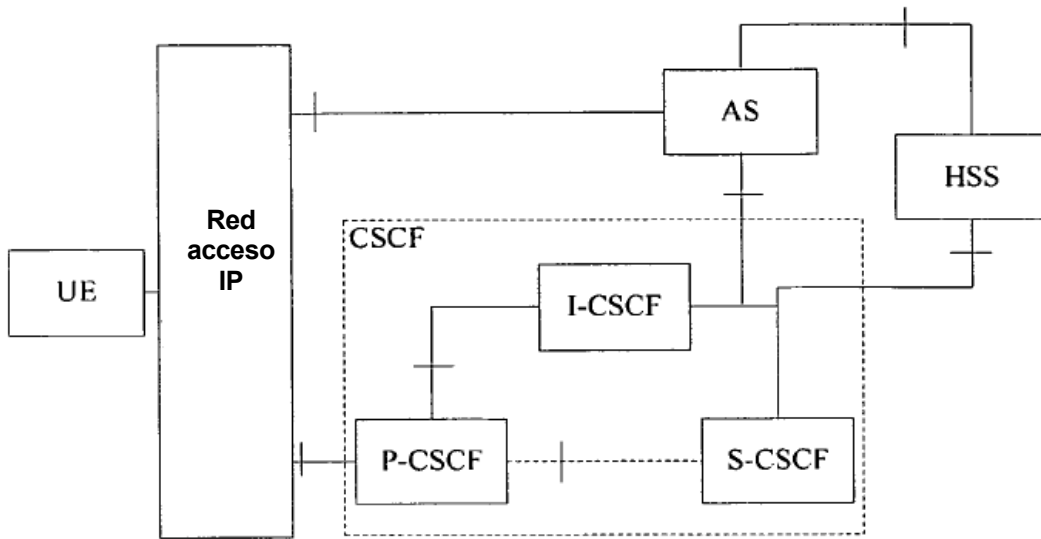 AS
HSS
Red
acceso
IP
CSCF
UE
I-CSCF
P-CSCF
S-CSCF